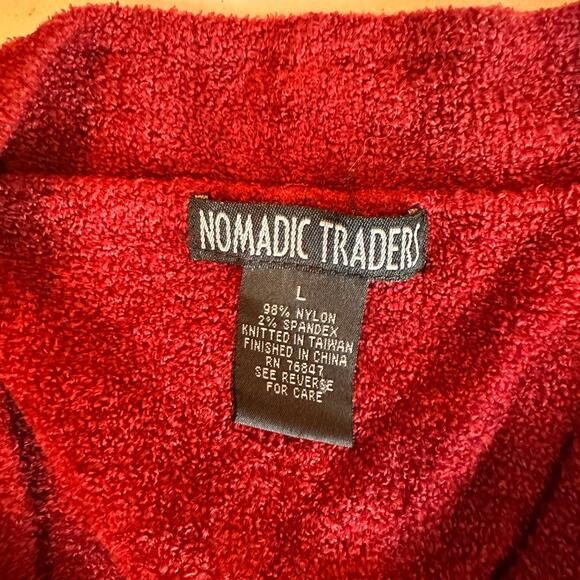 NOMADIC TRADERS
L
98% NYLON
2% SPANDEX
KNITTED IN TAIWAN
FINISHED IN CHINA
RN 76847
SEE REVERSE
FOR CARE